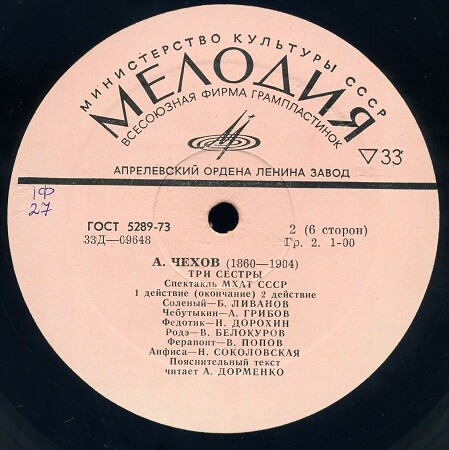 МИНИСТЕРСТВО КУЛЬТУРЫ СССР
МЕЛОДИЯ
ВСЕСОЮЗНАЯ ФИРМА ГРАМПЛАСТИНОК
АПРЕЛЕВСКИЙ ОРДЕНА ЛЕНИНА ЗАВОД
▽33
1Ф
27
ГОСТ 5289-73
33Д—09648
2 (6 сторон)
Гр. 2. 1-00
А. ЧЕХОВ (1860—1904)
ТРИ СЕСТРЫ
Спектакль МХАТ СССР
1 действие (окончание) 2 действие
Соленый—Б. ЛИВАНОВ
Чебутыкин—А. ГРИБОВ
Федотик—Н. ДОРОХИН
Родэ—В. БЕЛОКУРОВ
Ферапонт—В. ПОПОВ
Анфиса—Н. СОКОЛОВСКАЯ
Пояснительный текст
читает А. ДОРМЕНКО